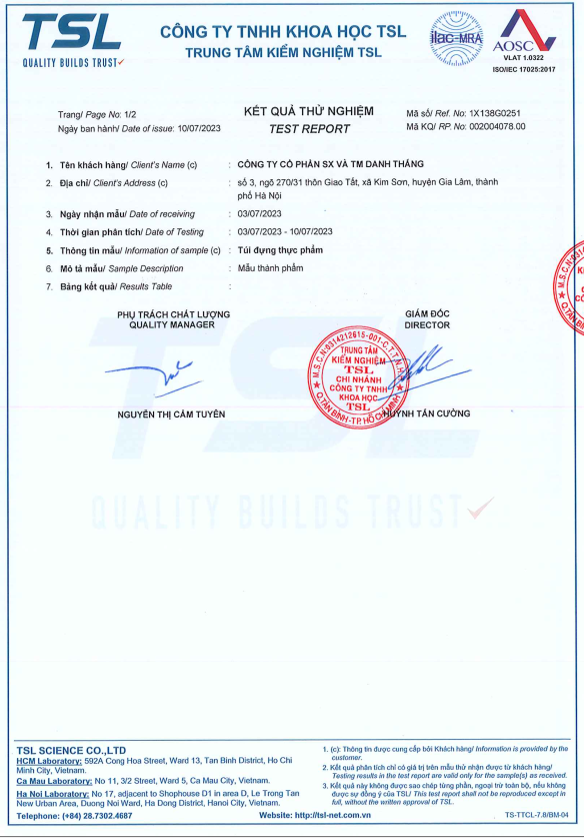 TSL
QUALITY BUILDS TRUST
CÔNG TY TNHH KHOA HỌC TSL
TRUNG TÂM KIỂM NGHIỆM TSL
ilac-MRA
AOSC
VLAT 1.0322
ISO/IEC 17025:2017
Trang/ Page No: 1/2
Ngày ban hành/ Date of issue: 10/07/2023
KẾT QUẢ THỬ NGHIỆM
TEST REPORT
Mã số/ Ref. No: 1X138G0251
Mã KQ/ RP. No: 002004078.00
1. Tên khách hàng/ Client's Name (c) : CÔNG TY CỔ PHẦN SX VÀ TM DANH THẮNG
2. Địa chỉ/ Client's Address (c) : số 3, ngõ 270/31 thôn Giao Tất, xã Kim Sơn, huyện Gia Lâm, thành
phố Hà Nội
3. Ngày nhận mẫu/ Date of receiving : 03/07/2023
4. Thời gian phân tích/ Date of Testing : 03/07/2023 - 10/07/2023
5. Thông tin mẫu/ Information of sample (c) : Túi đựng thực phẩm
6. Mô tả mẫu/ Sample Description : Mẫu thành phẩm
7. Bảng kết quả/ Results Table :
PHỤ TRÁCH CHẤT LƯỢNG
QUALITY MANAGER
GIÁM ĐỐC
DIRECTOR
M.S.C.N:0314212615-001-C.T.T.N.H.H
TRUNG TÂM
KIỂM NGHIỆM
TSL
CHI NHÁNH
CÔNG TY TNHH
KHOA HỌC
TSL
Q.TÂN BÌNH-TP.HỒ CHÍ MINH
NGUYỄN THỊ CẨM TUYÊN
HUỲNH TẤN CƯỜNG
TSL
QUALITY BUILDS TRUST
TSL SCIENCE CO.,LTD
HCM Laboratory: 592A Cong Hoa Street, Ward 13, Tan Binh District, Ho Chi
Minh City, Vietnam.
Ca Mau Laboratory: No 11, 3/2 Street, Ward 5, Ca Mau City, Vietnam.
Ha Noi Laboratory: No 17, adjacent to Shophouse D1 in area D, Le Trong Tan
New Urban Area, Duong Noi Ward, Ha Dong District, Hanoi City, Vietnam.
Telephone: (+84) 28.7302.4687
Website: http://tsl-net.com.vn
1. (c): Thông tin được cung cấp bởi Khách hàng/ Information is provided by the
customer.
2. Kết quả phân tích chỉ có giá trị trên mẫu thử nhận được từ khách hàng/
Testing results in the test report are valid only for the sample(s) as received.
3. Kết quả này không được sao chép từng phần, ngoại trừ toàn bộ, nếu không
được sự đồng ý của TSL/ This test report shall not be reproduced except in
full, without the written approval of TSL.
TS-TTCL-7.8/BM-04